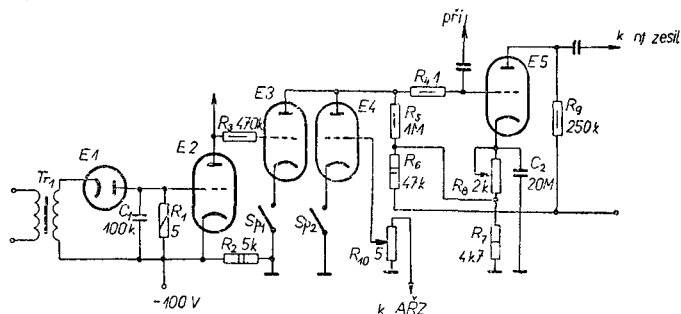 při
k nf zesil
E5
E3
E4
R4 1
R9
250k
R3 470k
R5
1M
E1
E2
Tr1
R6
47k
R8
2k
C2
20M
C1
100k
R1
5
Sp1
Sp2
R2 5k
R10
5
R7
4k7
-100 V
k AŘZ